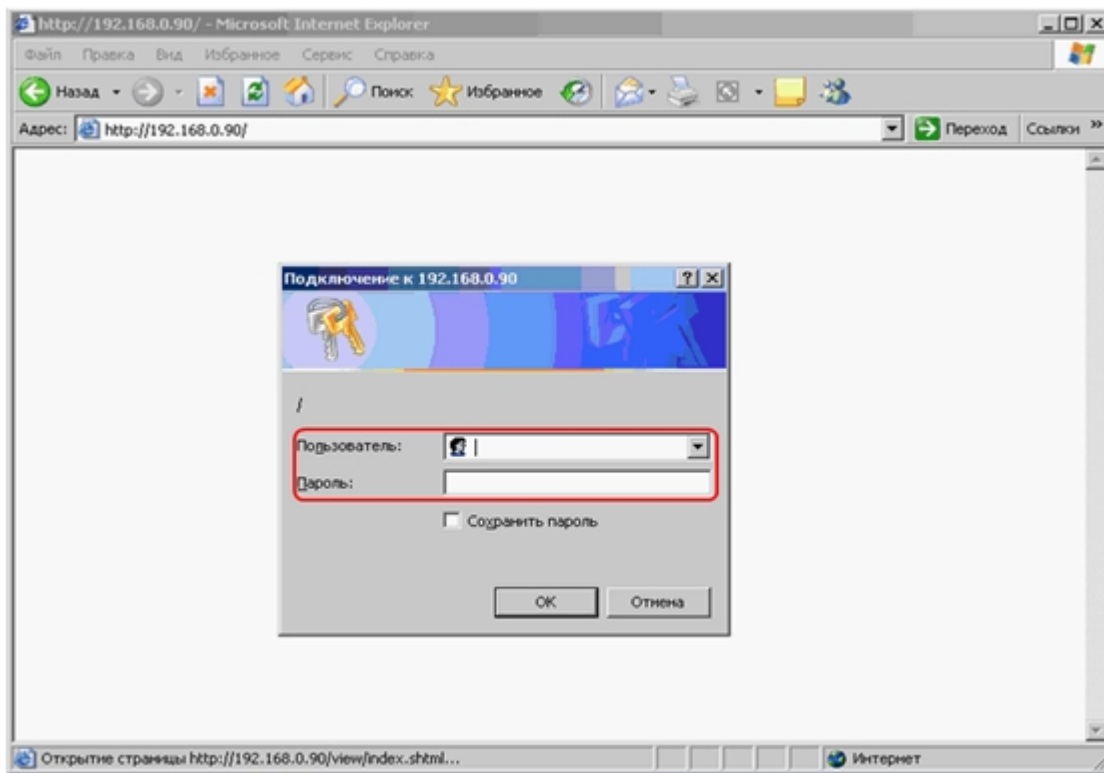 http://192.168.0.90/ - Microsoft Internet Explorer
Файл Правка Вид Избранное Сервис Справка
Назад Поиск Избранное
Адрес: http://192.168.0.90/ Переход Ссылки »
Подключение к 192.168.0.90
/
Пользователь:
Пароль:
Сохранить пароль
OK Отмена
Открытие страницы http://192.168.0.90/view/index.shtml... Интернет